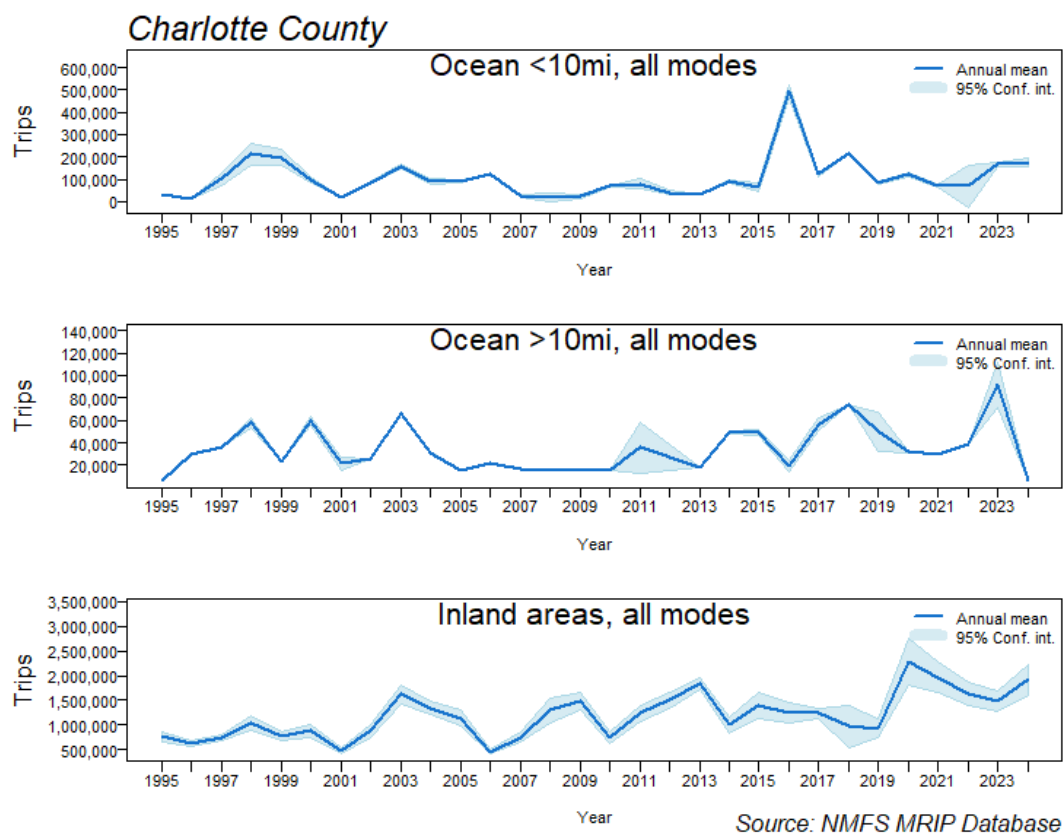 Charlotte County
Ocean <10mi, all modes
Annual mean
95% Conf. int.
Trips
600,000
500,000
400,000
300,000
200,000
100,000
0
1995 1997 1999 2001 2003 2005 2007 2009 2011 2013 2015 2017 2019 2021 2023
Year
Ocean >10mi, all modes
Annual mean
95% Conf. int.
Trips
140,000
120,000
100,000
80,000
60,000
40,000
20,000
1995 1997 1999 2001 2003 2005 2007 2009 2011 2013 2015 2017 2019 2021 2023
Year
Inland areas, all modes
Annual mean
95% Conf. int.
Trips
3,500,000
3,000,000
2,500,000
2,000,000
1,500,000
1,000,000
500,000
1995 1997 1999 2001 2003 2005 2007 2009 2011 2013 2015 2017 2019 2021 2023
Year
Source: NMFS MRIP Database